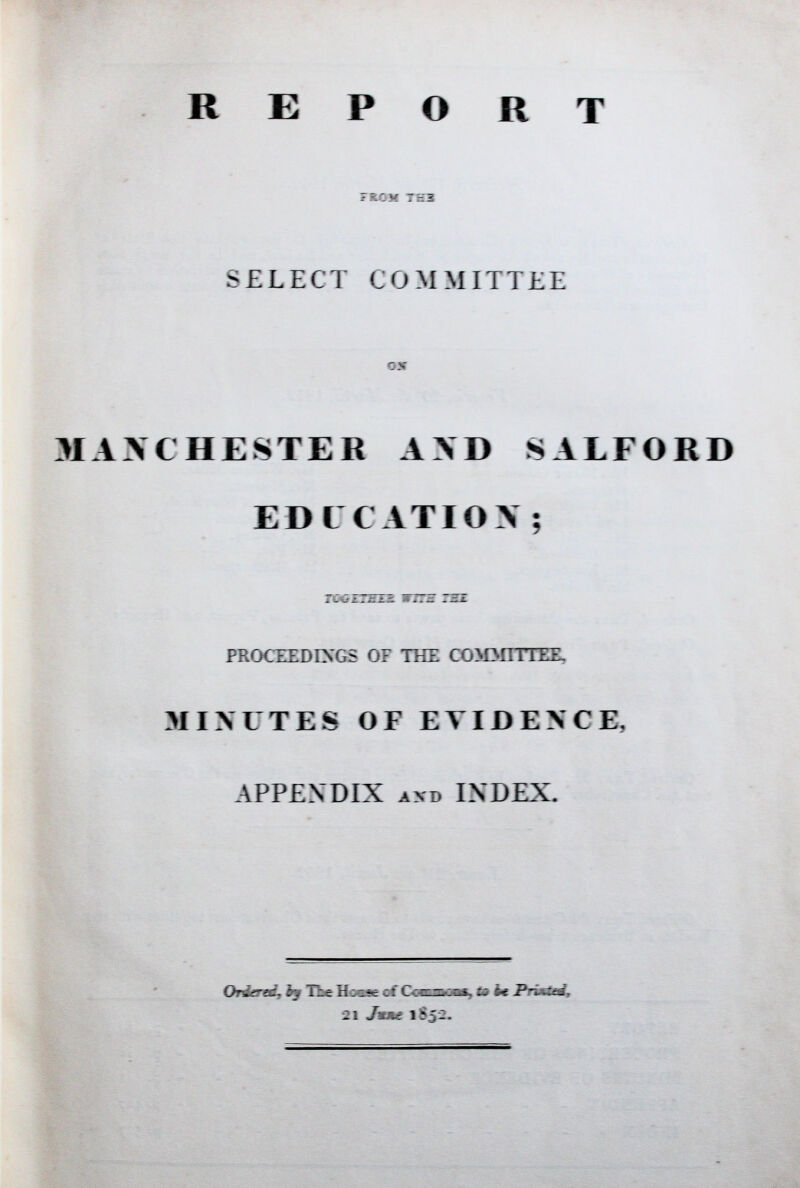 REPORT
FROM THE
SELECT COMMITTEE
ON
MANCHESTER AND SALFORD
EDUCATION;
TOGETHER WITH THE
PROCEEDINGS OF THE COMMITTEE,
MINUTES OF EVIDENCE,
APPENDIX AND INDEX.
Ordered, by The House of Commons, to be Printed,
21 June 1852.